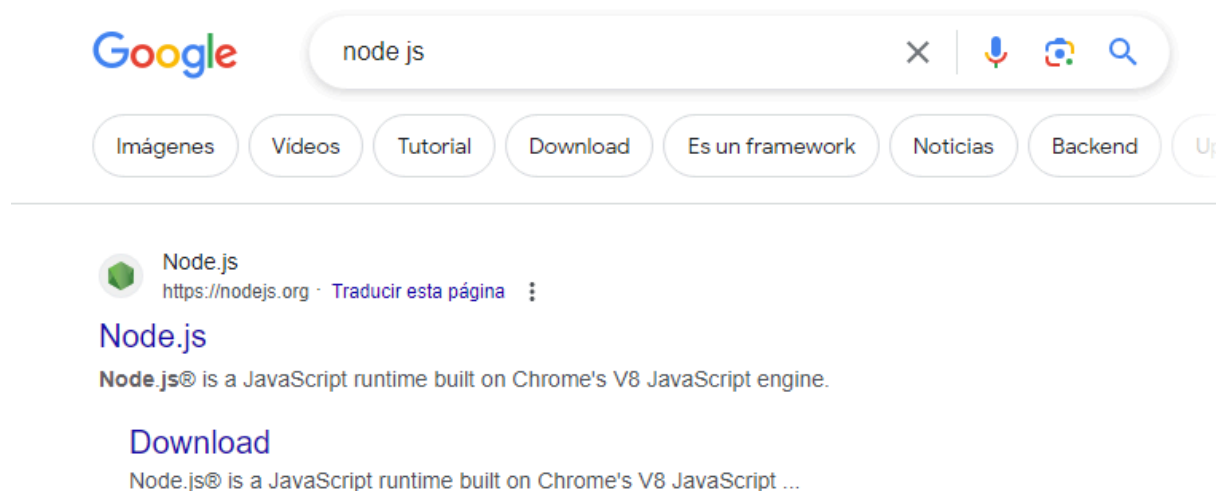 Google
node js
Imágenes Vídeos Tutorial Download Es un framework Noticias Backend
Node.js
https://nodejs.org · Traducir esta página
Node.js
Node.js® is a JavaScript runtime built on Chrome's V8 JavaScript engine.
Download
Node.js® is a JavaScript runtime built on Chrome's V8 JavaScript ...